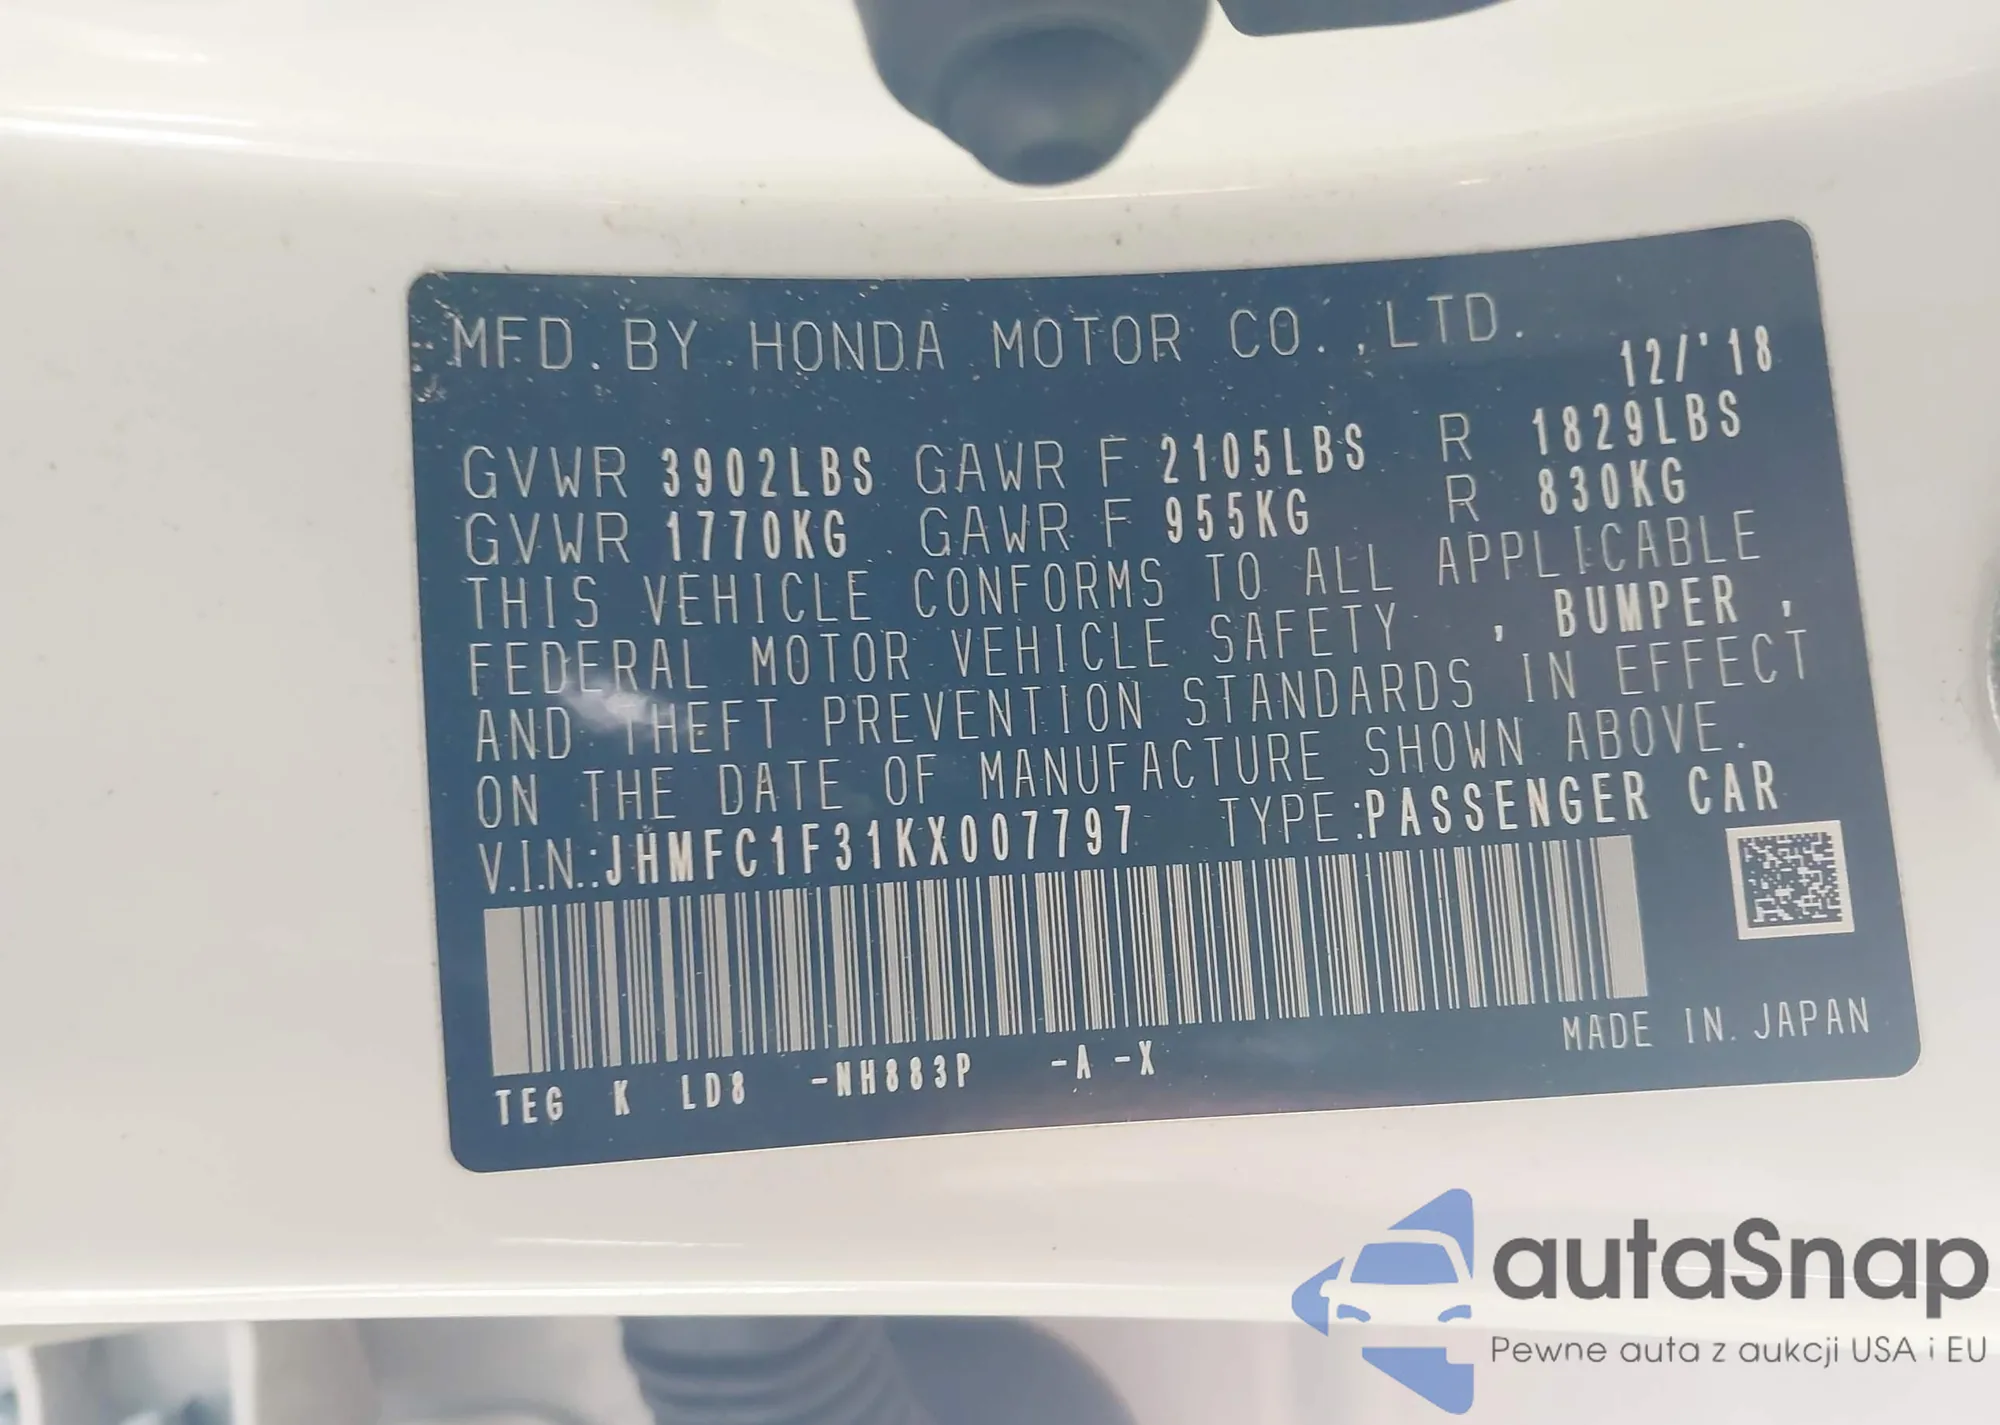 MFD. BY HONDA MOTOR CO., LTD.
12/'18
GVWR 3902LBS GAWR F 2105LBS R 1829LBS
GVWR 1770KG GAWR F 955KG R 830KG
THIS VEHICLE CONFORMS TO ALL APPLICABLE
FEDERAL MOTOR VEHICLE SAFETY , BUMPER ,
AND THEFT PREVENTION STANDARDS IN EFFECT
ON THE DATE OF MANUFACTURE SHOWN ABOVE.
V.I.N.:JHMFC1F31KX007797 TYPE:PASSENGER CAR
MADE IN JAPAN
TEG K LD8 -NH883P -A -X
autaSnap
Pewne auta z aukcji USA i EU